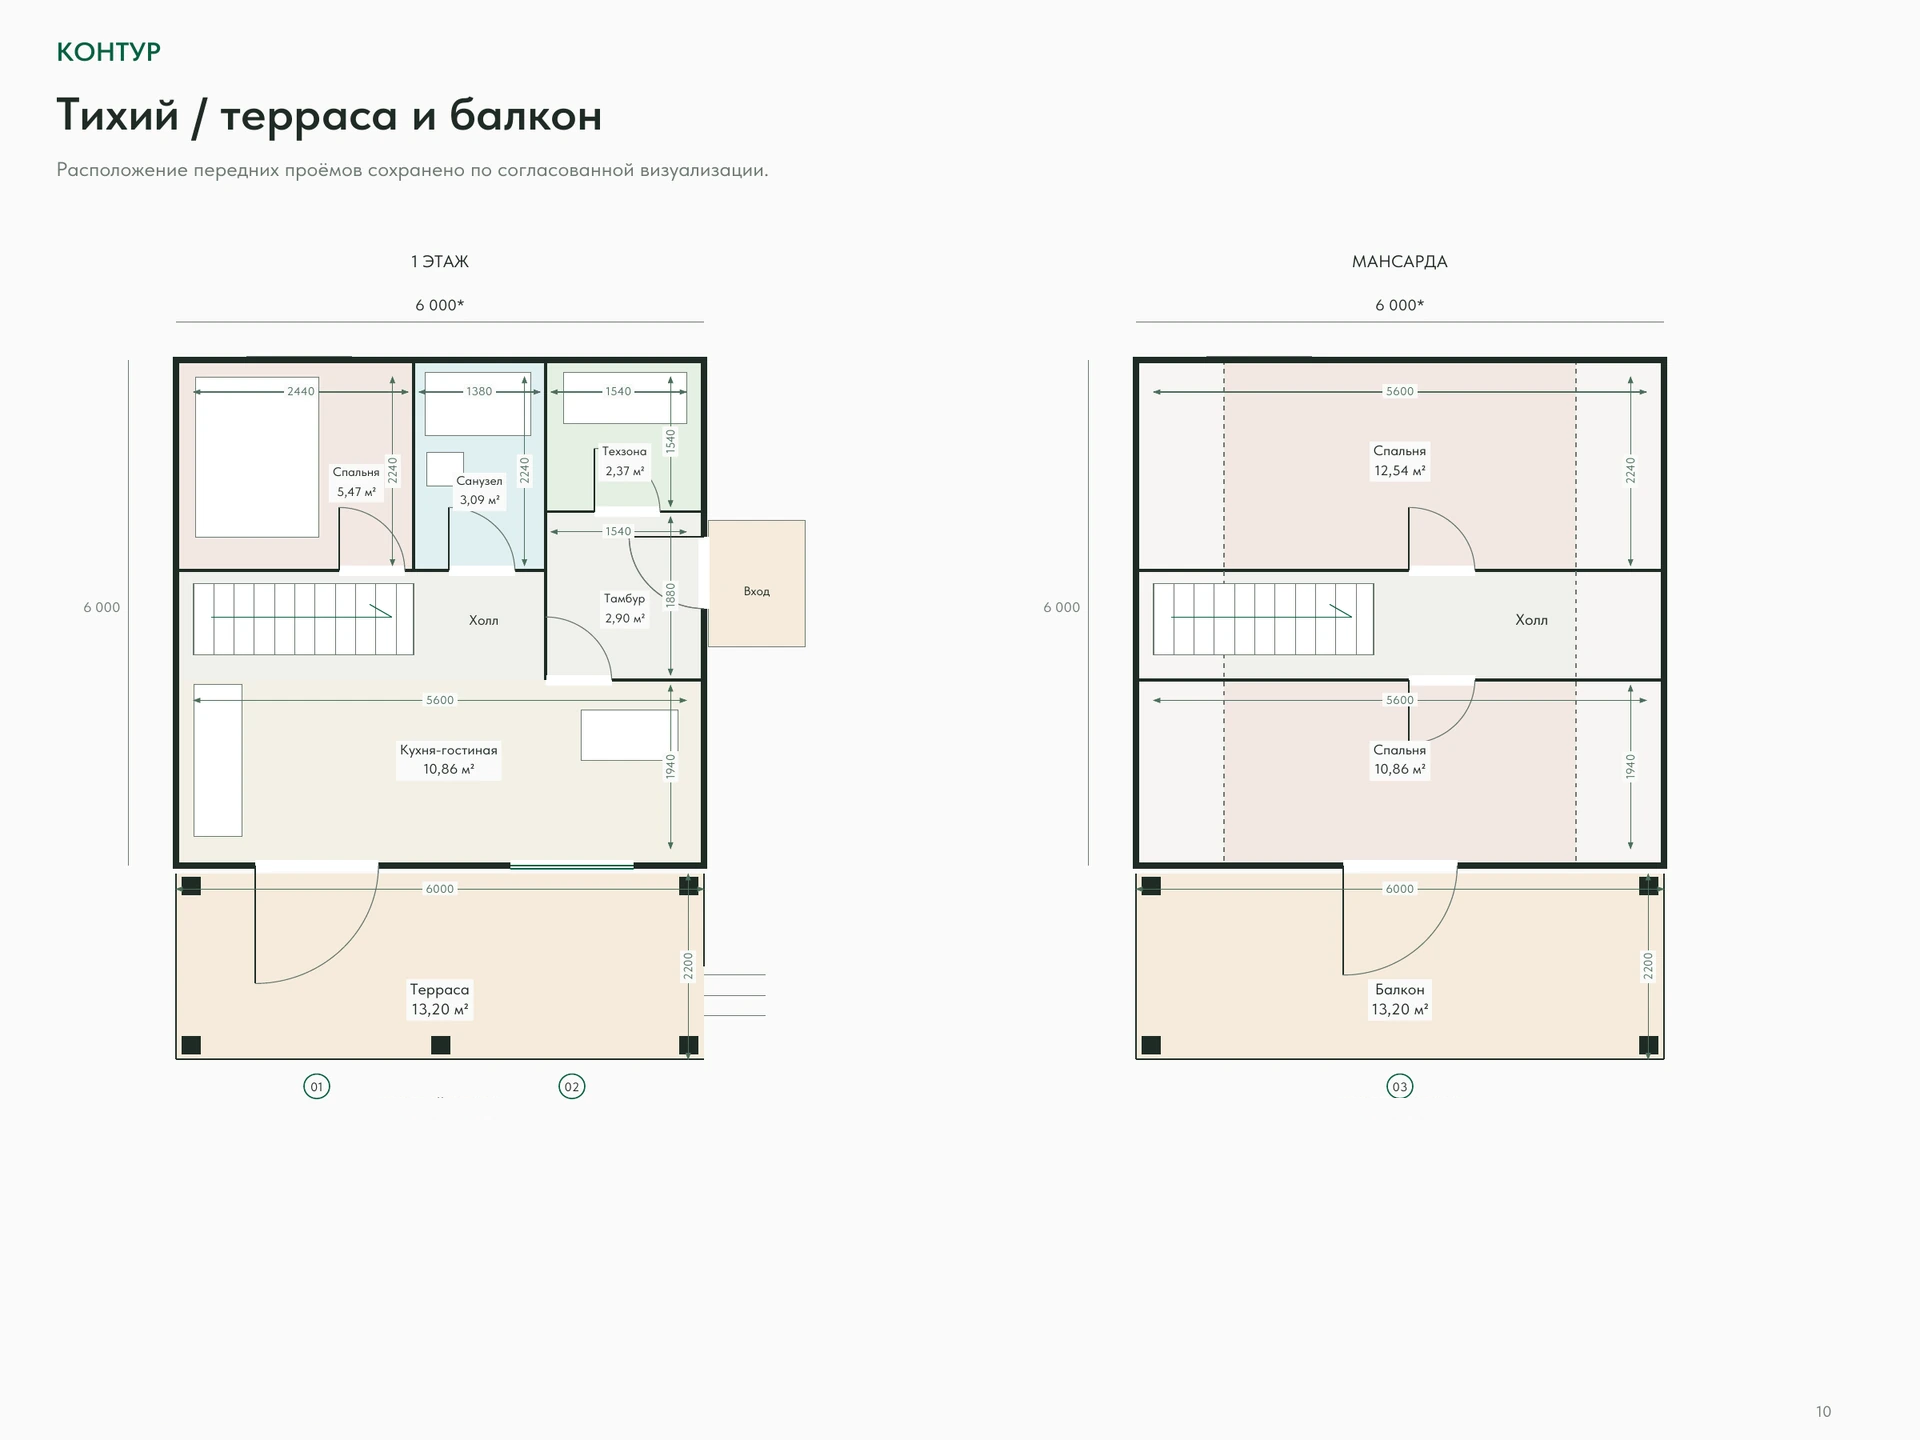 КОНТУР
Тихий / терраса и балкон
Расположение передних проёмов сохранено по согласованной визуализации.
1 ЭТАЖ
6 000*
6 000
2440
1380
1540
2240
2240
1540
Спальня
5,47 м²
Санузел
3,09 м²
Техзона
2,37 м²
1540
1880
Тамбур
2,90 м²
Вход
Холл
5600
1940
Кухня-гостиная
10,86 м²
6000
2200
Терраса
13,20 м²
01
02
МАНСАРДА
6 000*
6 000
5600
2240
Спальня
12,54 м²
Холл
5600
1940
Спальня
10,86 м²
6000
2200
Балкон
13,20 м²
03
10